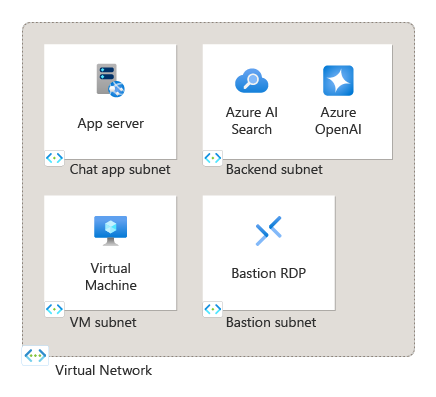 App server
Chat app subnet
Azure AI
Search
Azure
OpenAI
Backend subnet
Virtual
Machine
VM subnet
Bastion RDP
Bastion subnet
Virtual Network